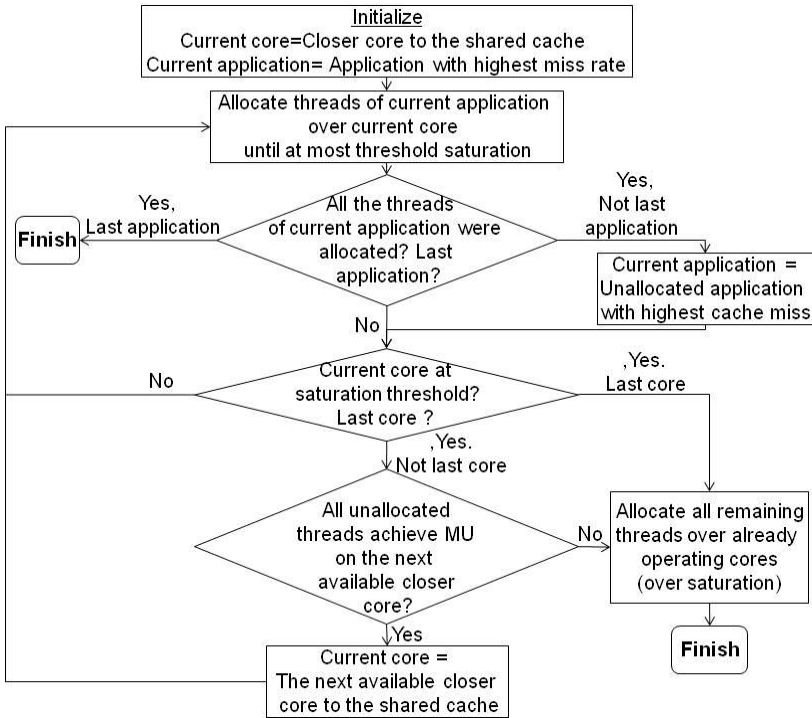 Initialize
Current core=Closer core to the shared cache
Current application= Application with highest miss rate
Allocate threads of current application
over current core
until at most threshold saturation
Yes,
Last application
Finish
All the threads
of current application were
allocated? Last
application?
Yes,
Not last
application
Current application =
Unallocated application
with highest cache miss
No
Current core at
saturation threshold?
Last core ?
No
,Yes.
Last core
,Yes.
Not last core
All unallocated
threads achieve MU
on the next
available closer
core?
No
Allocate all remaining
threads over already
operating cores
(over saturation)
Finish
Yes
Current core =
The next available closer
core to the shared cache